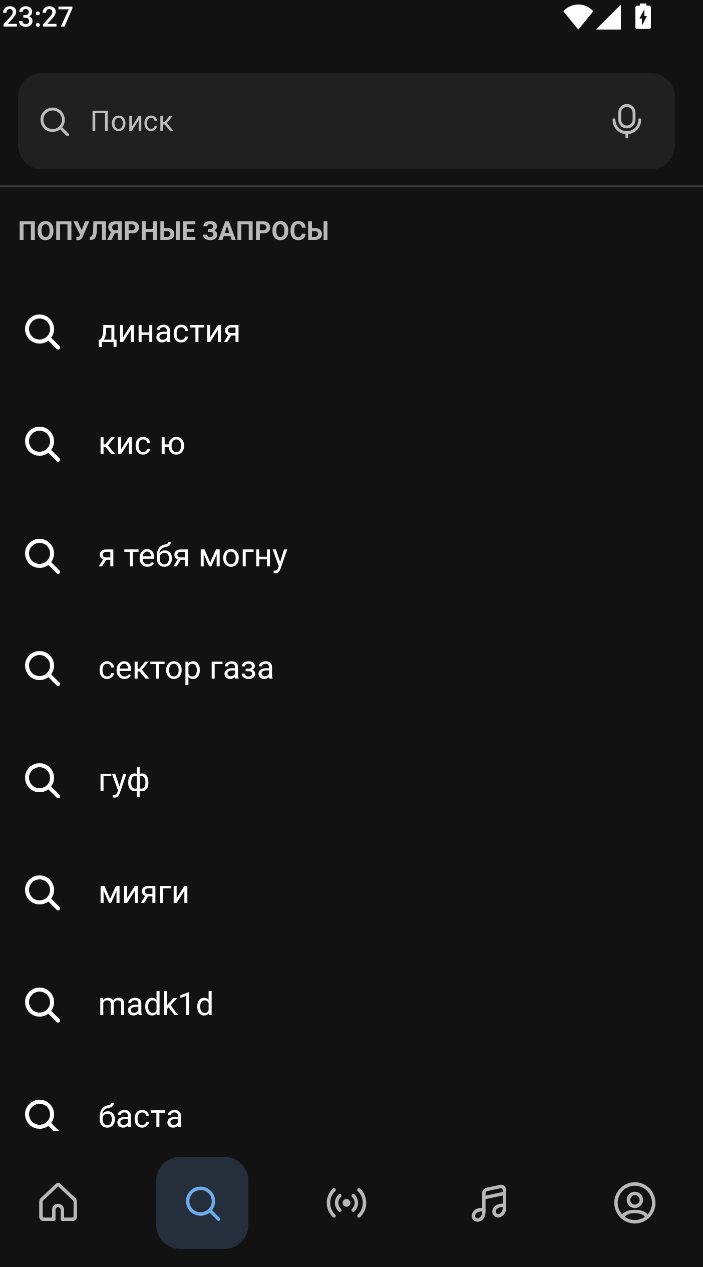 23:27
Поиск
ПОПУЛЯРНЫЕ ЗАПРОСЫ
династия
кис ю
я тебя могну
сектор газа
гуф
мияги
madk1d
баста